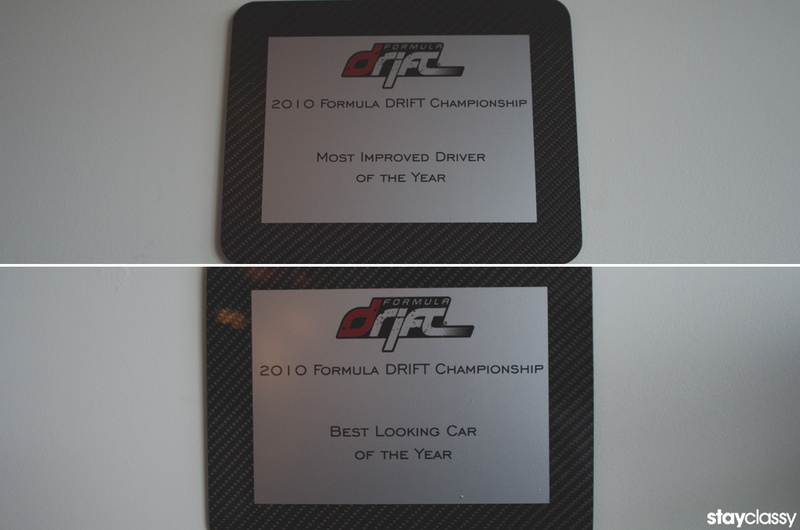 FORMULA
drift
2010 FORMULA DRIFT CHAMPIONSHIP
MOST IMPROVED DRIVER
OF THE YEAR
FORMULA
drift
2010 FORMULA DRIFT CHAMPIONSHIP
BEST LOOKING CAR
OF THE YEAR
stayclassy